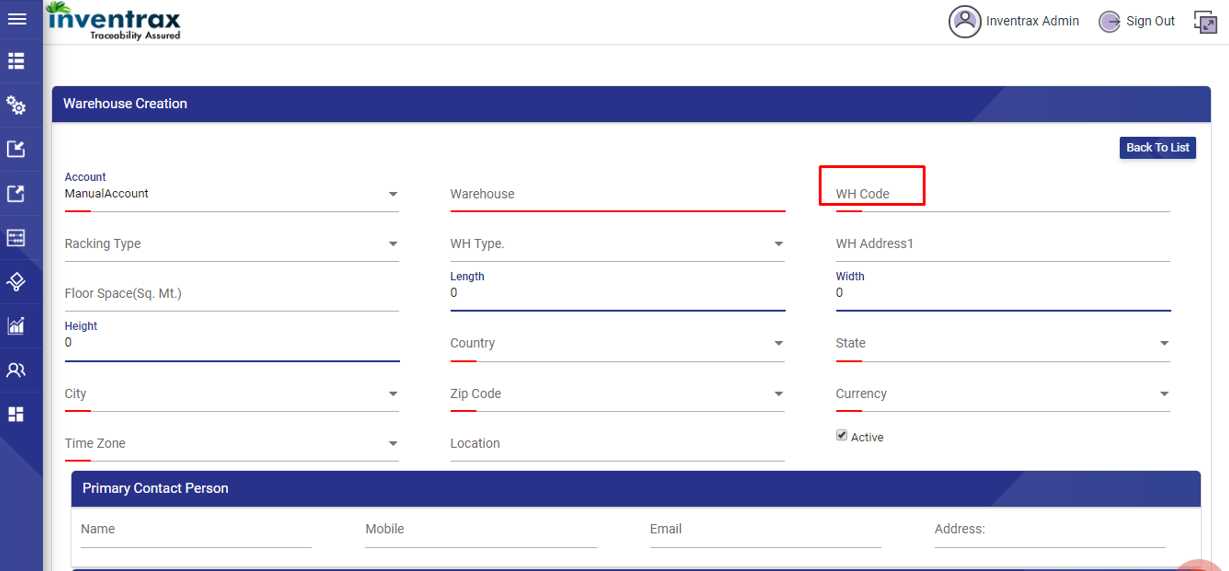 inventrax
Traceability Assured
Inventrax Admin
Sign Out
Warehouse Creation
Back To List
Account
ManualAccount
Warehouse
WH Code
Racking Type
WH Type.
WH Address1
Floor Space(Sq. Mt.)
Length
0
Width
0
Height
0
Country
State
City
Zip Code
Currency
Time Zone
Location
Active
Primary Contact Person
Name
Mobile
Email
Address: